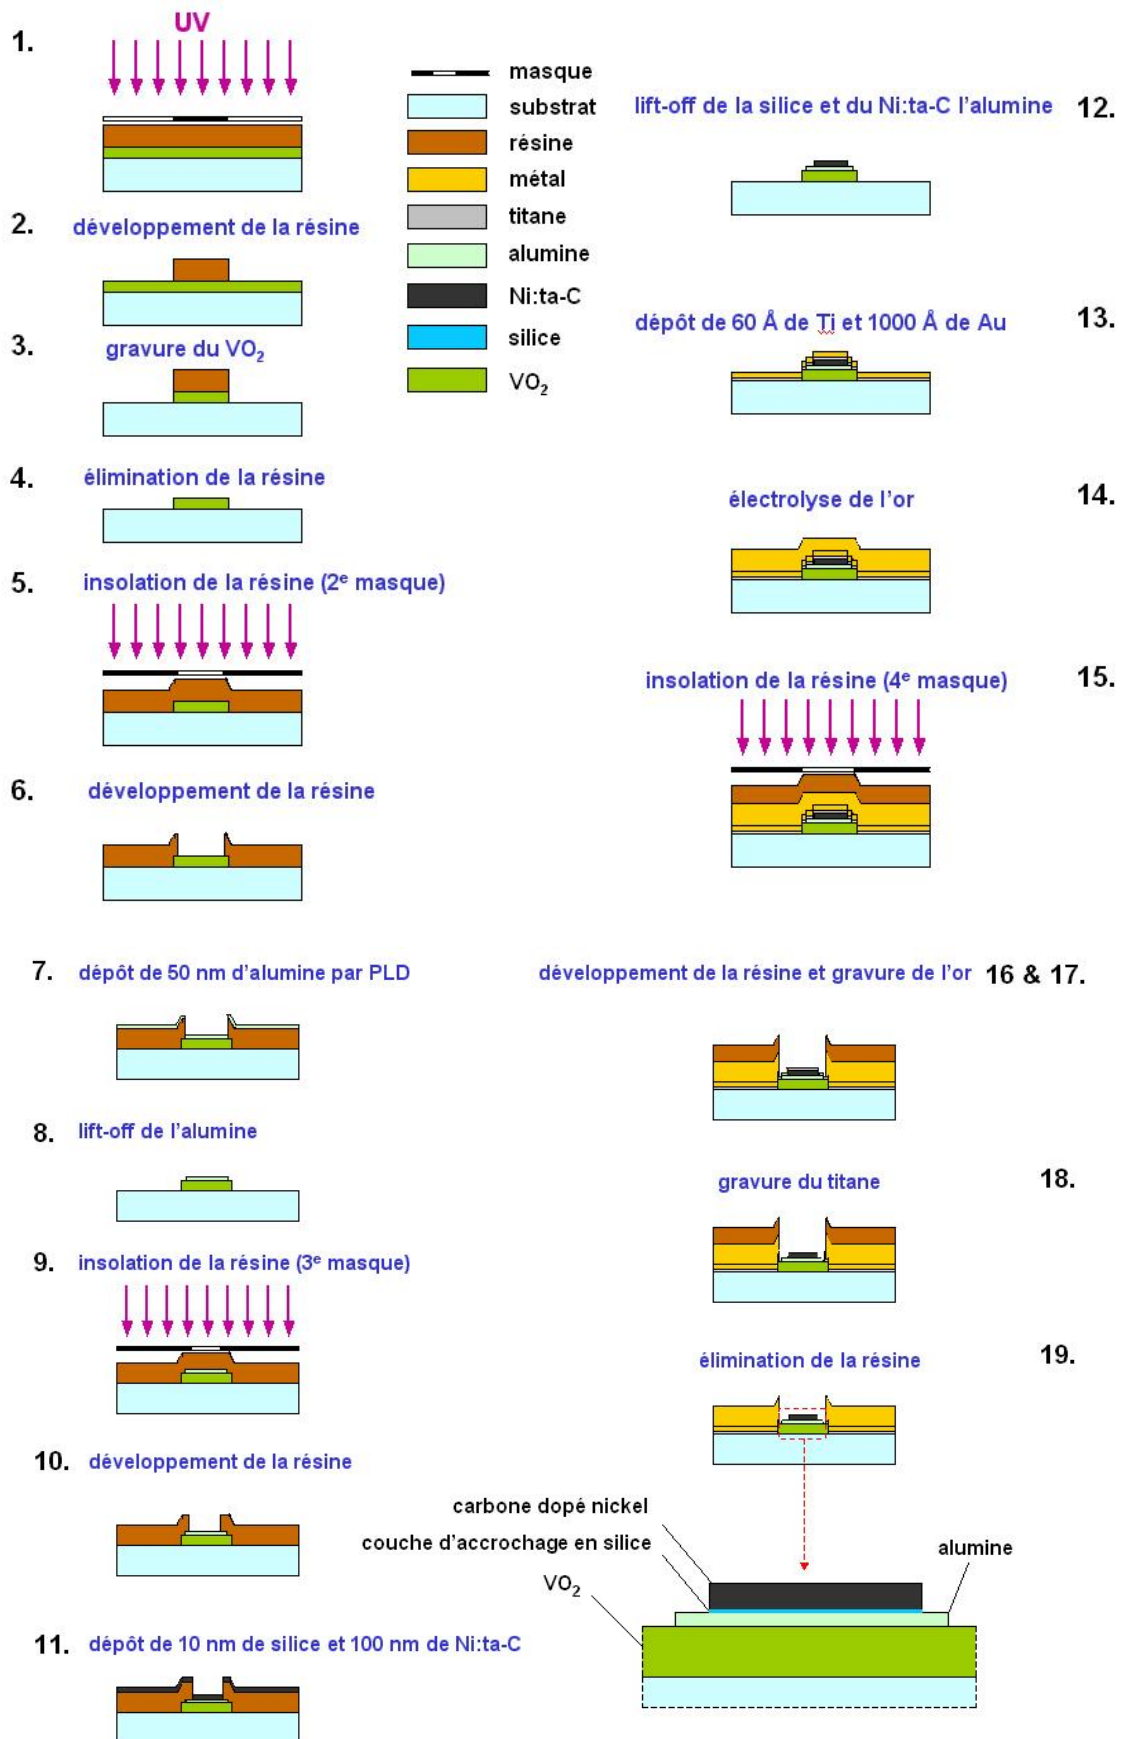 1.
UV
masque
substrat
résine
métal
titane
alumine
Ni:ta-C
silice
VO₂
2. développement de la résine
3. gravure du VO₂
4. élimination de la résine
5. insolation de la résine (2ᵉ masque)
6. développement de la résine
7. dépôt de 50 nm d'alumine par PLD
8. lift-off de l'alumine
9. insolation de la résine (3ᵉ masque)
10. développement de la résine
11. dépôt de 10 nm de silice et 100 nm de Ni:ta-C
lift-off de la silice et du Ni:ta-C l'alumine 12.
dépôt de 60 Å de Ti et 1000 Å de Au 13.
électrolyse de l'or 14.
insolation de la résine (4ᵉ masque) 15.
développement de la résine et gravure de l'or 16 & 17.
gravure du titane 18.
élimination de la résine 19.
carbone dopé nickel
couche d'accrochage en silice
VO₂
alumine